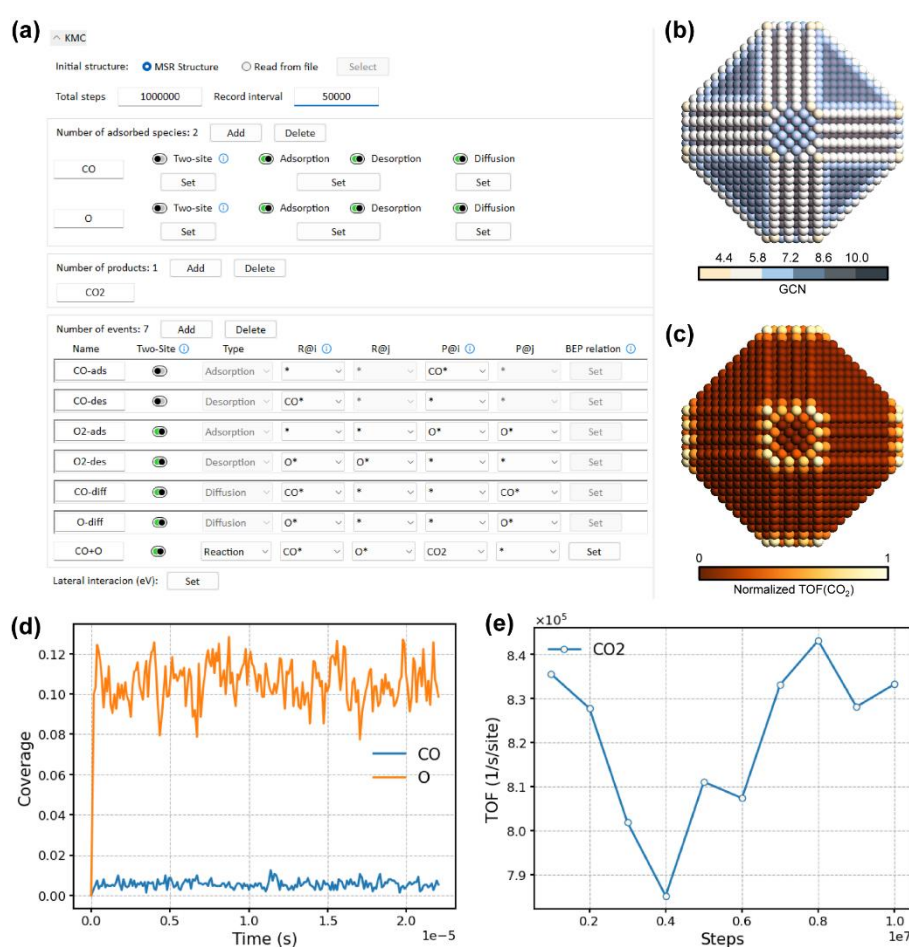 (a)
KMC
Initial structure: MSR Structure Read from file Select
Total steps 1000000 Record interval 50000
Number of adsorbed species: 2 Add Delete
CO Two-site Adsorption Desorption Diffusion
Set Set Set
O Two-site Adsorption Desorption Diffusion
Set Set Set
Number of products: 1 Add Delete
CO2
Number of events: 7 Add Delete
Name Two-Site Type R@i R@j P@i P@j BEP relation
CO-ads Adsorption * * CO* * Set
CO-des Desorption CO* * * * Set
O2-ads Adsorption * * O* O* Set
O2-des Desorption O* O* * * Set
CO-diff Diffusion CO* * * CO* Set
O-diff Diffusion O* * * O* Set
CO+O Reaction CO* O* CO2 * Set
Lateral interacion (eV): Set
(b)
4.4 5.8 7.2 8.6 10.0
GCN
(c)
0 1
Normalized TOF(CO₂)
(d)
0.12
0.10
0.08
0.06
0.04
0.02
0.00
Coverage
CO
O
0.0 0.5 1.0 1.5 2.0
1e−5
Time (s)
(e)
×10⁵
8.4
8.3
8.2
8.1
8.0
7.9
TOF (1/s/site)
CO2
0.2 0.4 0.6 0.8 1.0
1e7
Steps